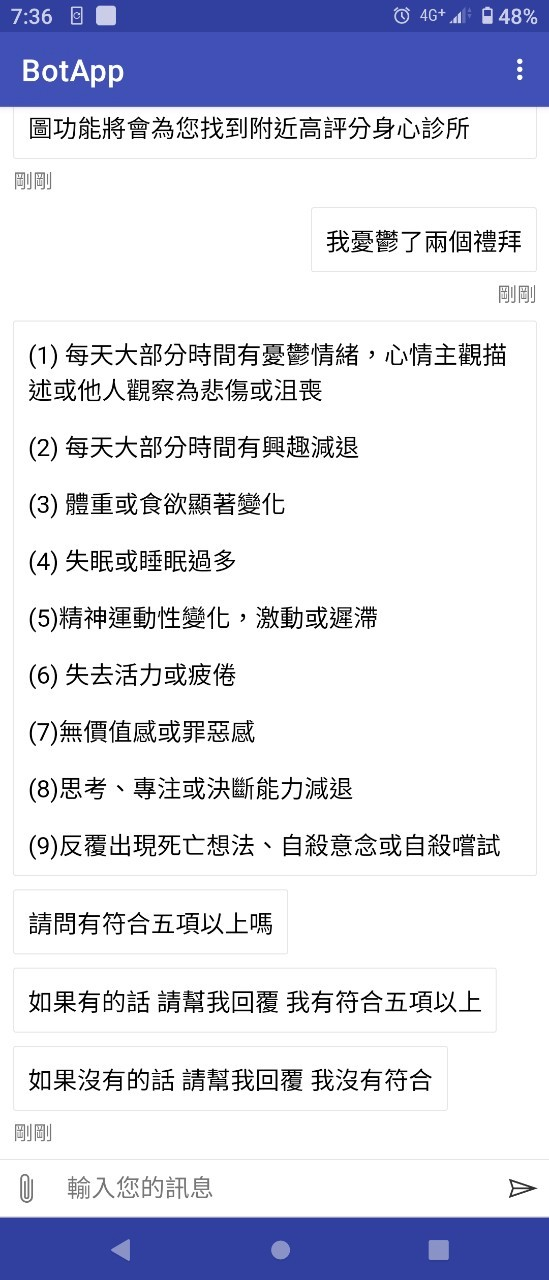 7:36
4G+
48%
BotApp
圖功能將會為您找到附近高評分身心診所
剛剛
我憂鬱了兩個禮拜
剛剛
(1) 每天大部分時間有憂鬱情緒，心情主觀描
述或他人觀察為悲傷或沮喪
(2) 每天大部分時間有興趣減退
(3) 體重或食欲顯著變化
(4) 失眠或睡眠過多
(5)精神運動性變化，激動或遲滯
(6) 失去活力或疲倦
(7)無價值感或罪惡感
(8)思考、專注或決斷能力減退
(9)反覆出現死亡想法、自殺意念或自殺嚐試
請問有符合五項以上嗎
如果有的話 請幫我回覆 我有符合五項以上
如果沒有的話 請幫我回覆 我沒有符合
剛剛
輸入您的訊息